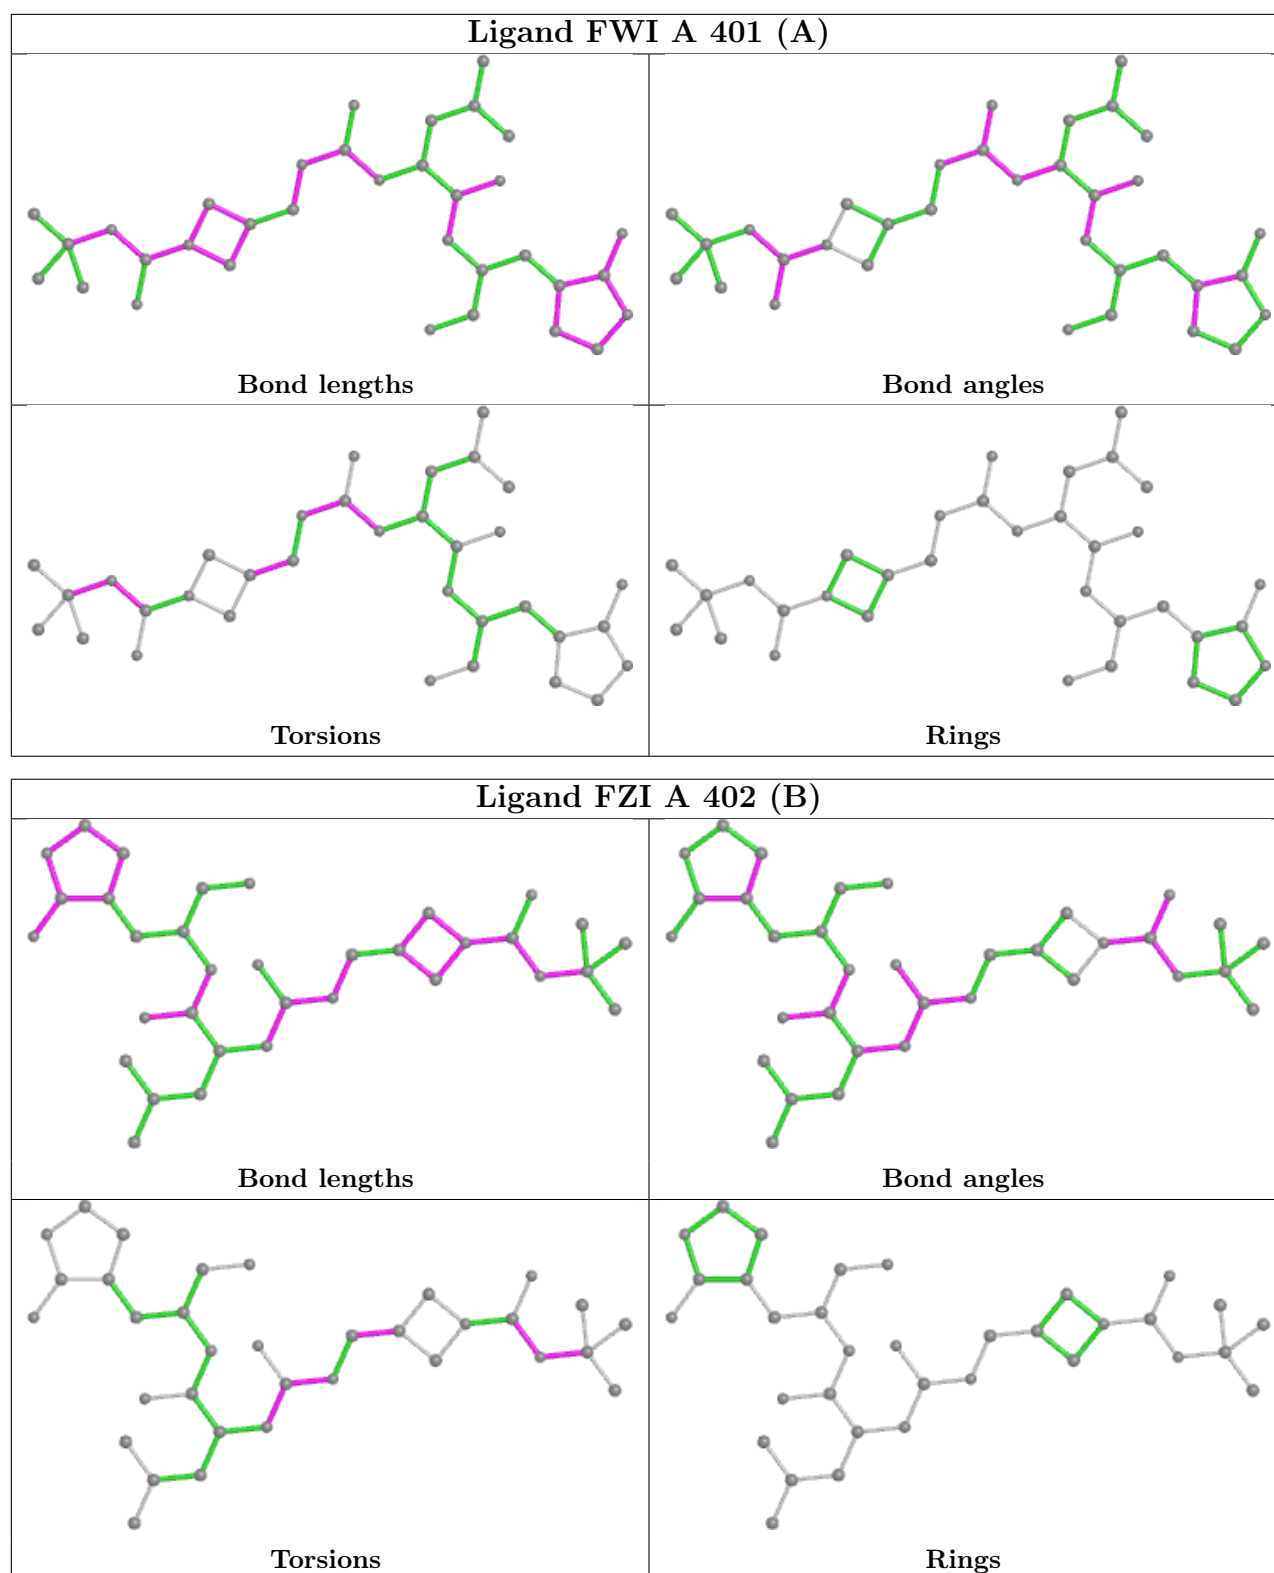 Ligand FWI A 401 (A)
Bond lengths
Bond angles
Torsions
Rings
Ligand FZI A 402 (B)
Bond lengths
Bond angles
Torsions
Rings